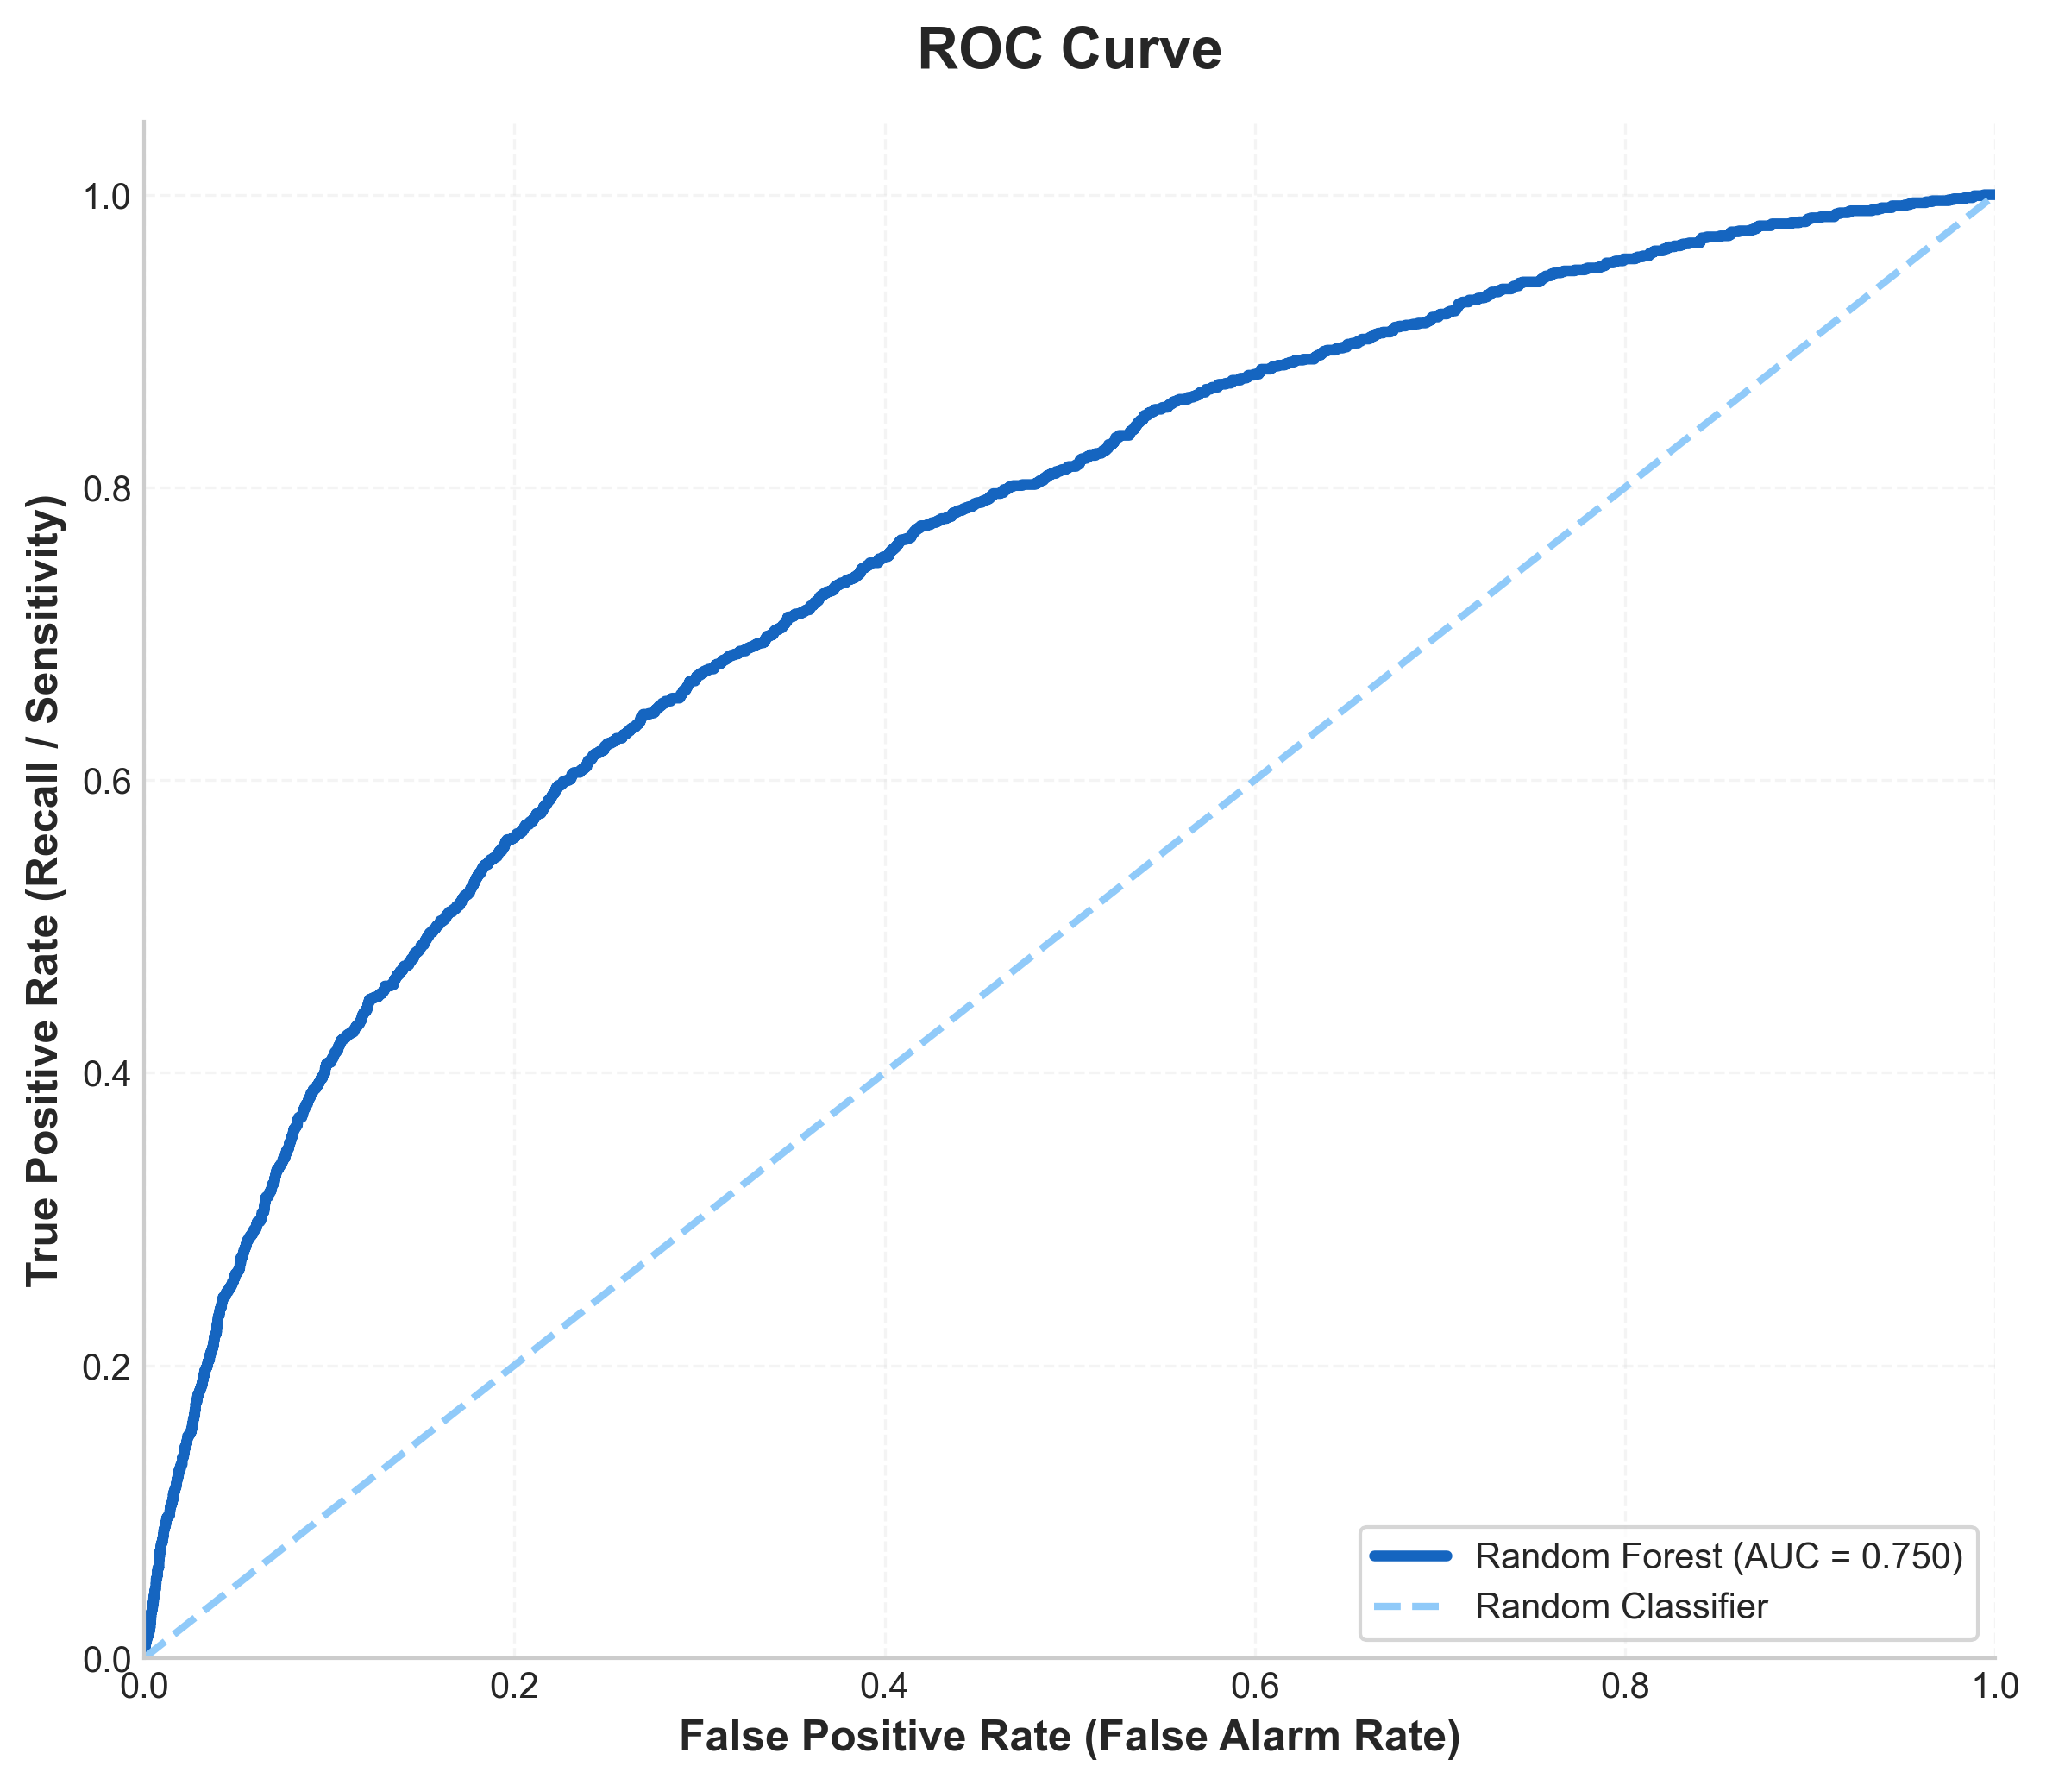 ROC Curve
True Positive Rate (Recall / Sensitivity)
1.0
0.8
0.6
0.4
0.2
0.0
0.0 0.2 0.4 0.6 0.8 1.0
False Positive Rate (False Alarm Rate)
Random Forest (AUC = 0.750)
Random Classifier